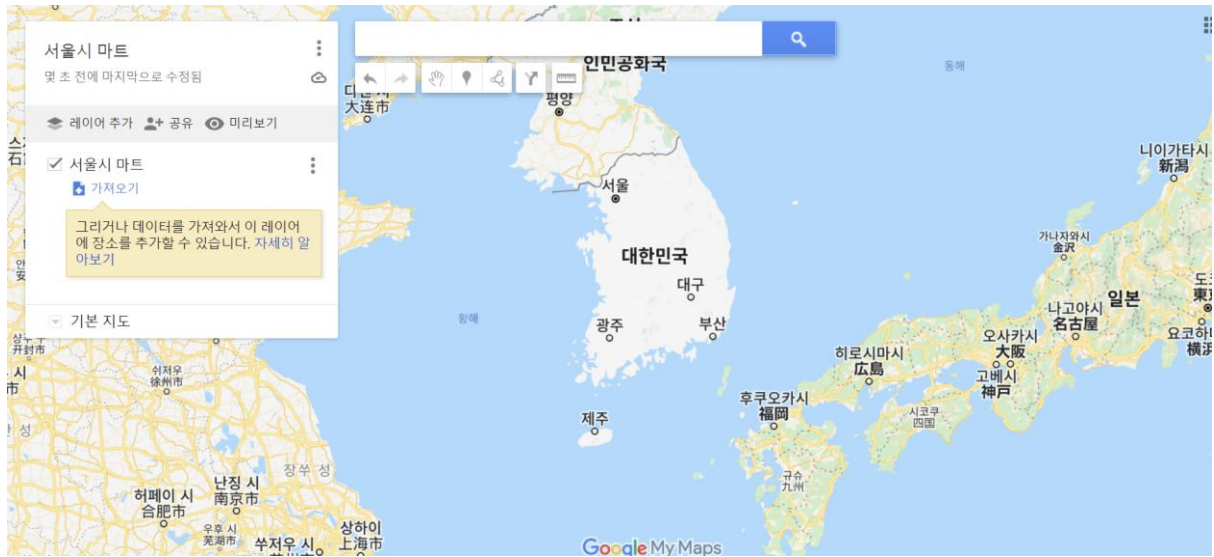 서울시 마트
몇 초 전에 마지막으로 수정됨
레이어 추가 공유 미리보기
서울시 마트
가져오기
그리거나 데이터를 가져와서 이 레이어
에 장소를 추가할 수 있습니다. 자세히 알
아보기
기본 지도
인민공화국
평양
大连市
동해
니이가타시
新潟
서울
대한민국
대구
광주
부산
제주
황해
가나자와시
金沢
일본
나고야시
名古屋
오사카시
大阪
고베시
神戸
히로시마시
広島
후쿠오카시
福岡
시코쿠
四国
규슈
九州
요코하
横浜
开封市
쉬저우
徐州市
장쑤 성
난징 시
南京市
허페이 시
合肥市
우후 시
芜湖市
쑤저우 시
상하이
上海市
Google My Maps